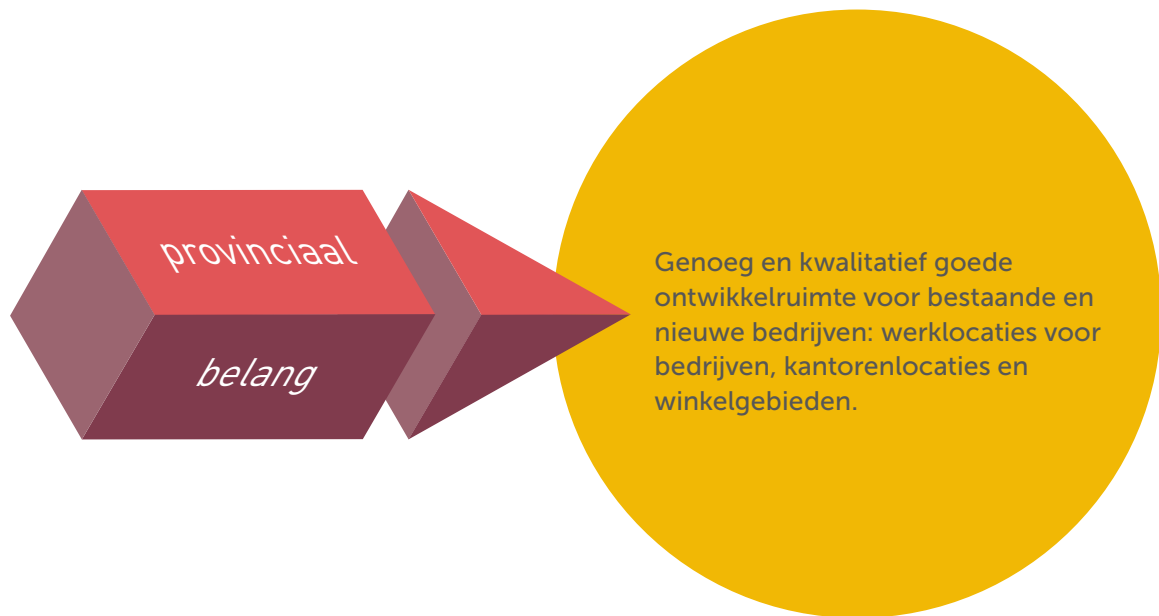 provinciaal
belang
Genoeg en kwalitatief goede
ontwikkelruimte voor bestaande en
nieuwe bedrijven: werklocaties voor
bedrijven, kantorenlocaties en
winkelgebieden.